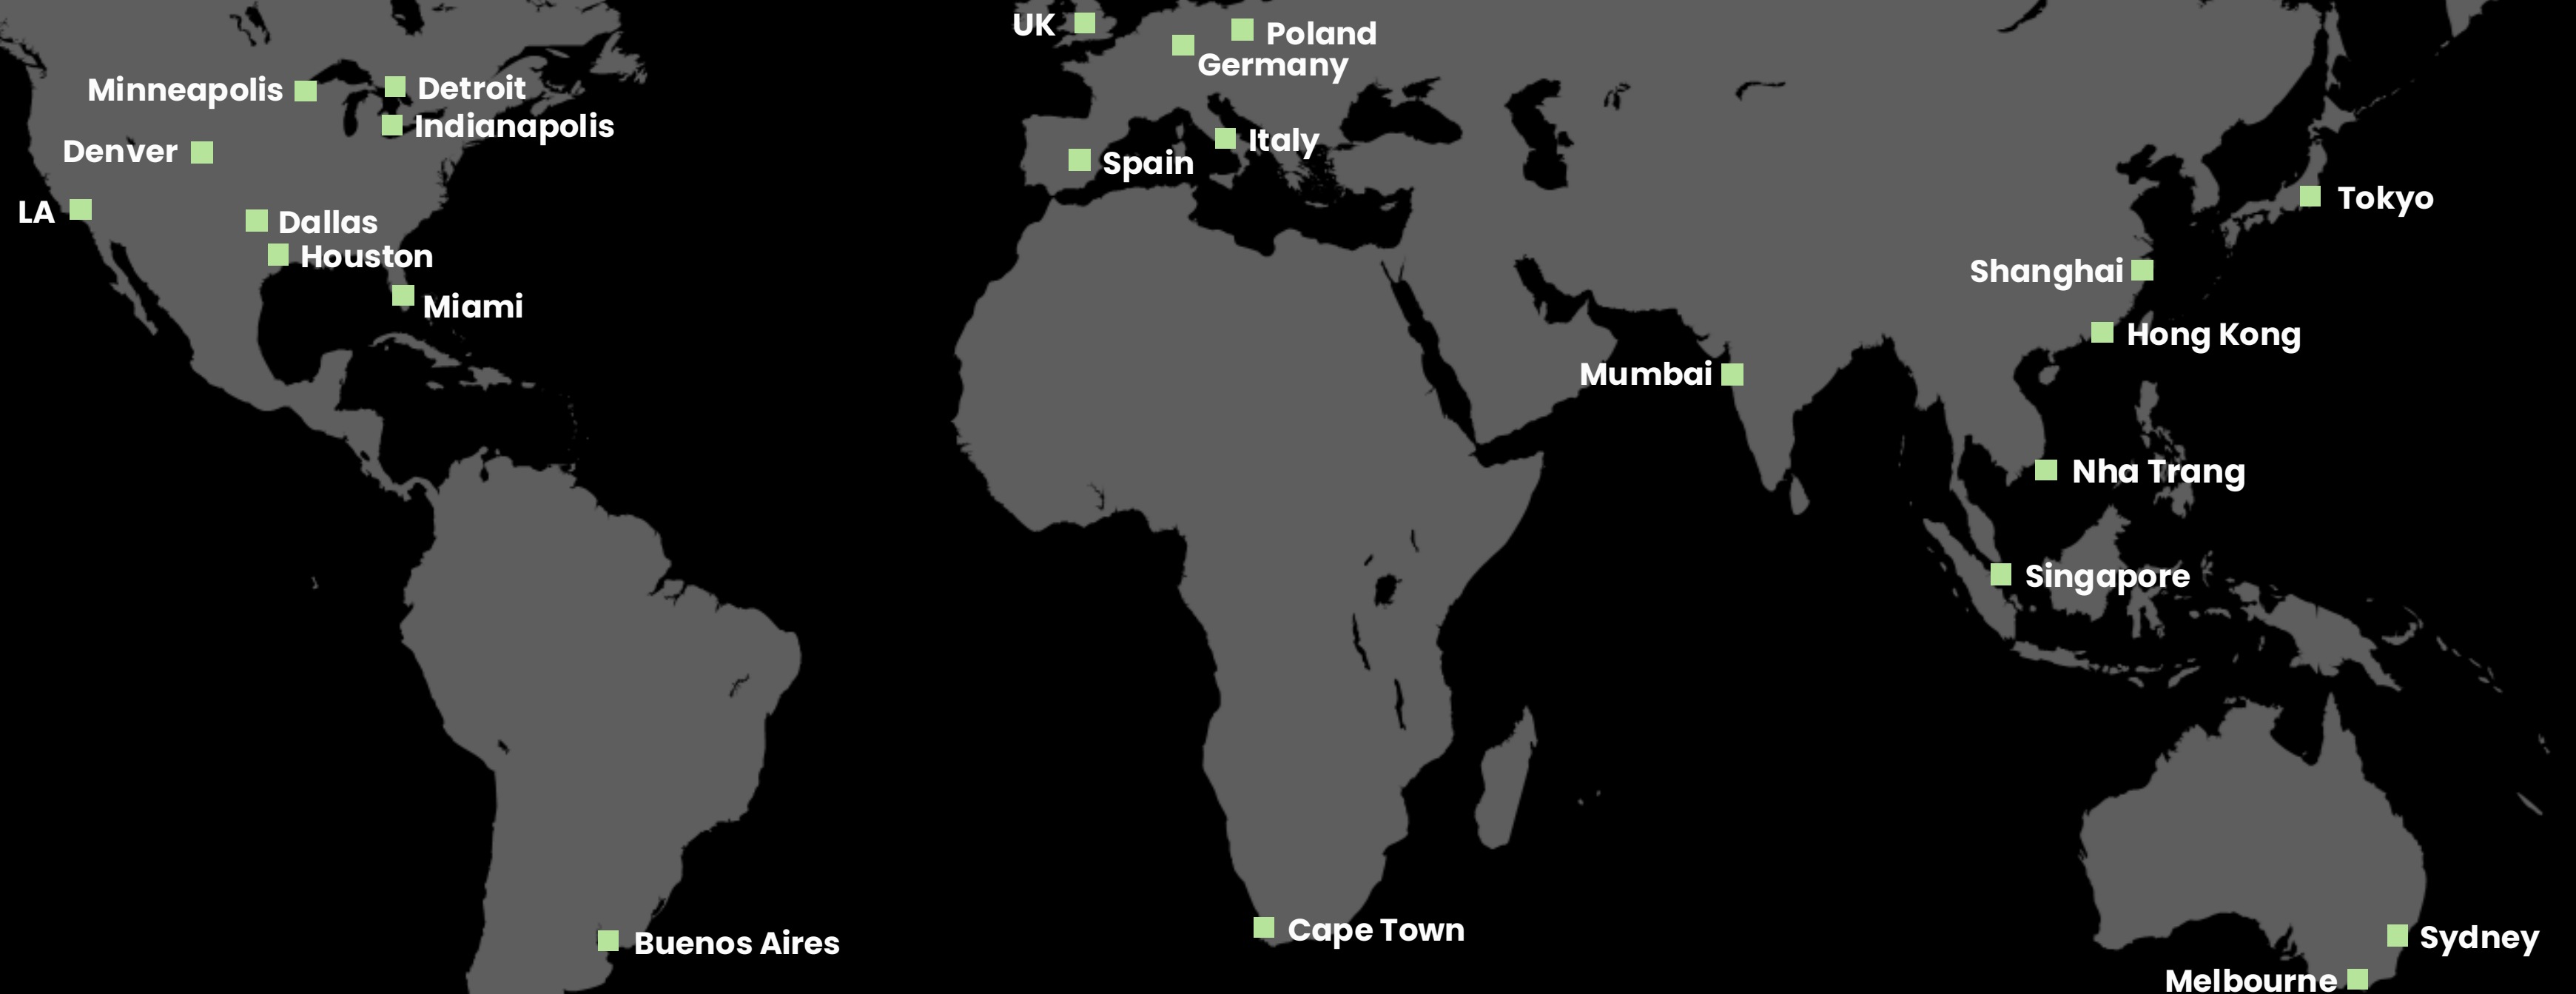 UK
Poland
Germany
Minneapolis
Detroit
Indianapolis
Denver
Italy
Spain
LA
Dallas
Tokyo
Houston
Shanghai
Miami
Hong Kong
Mumbai
Nha Trang
Singapore
Cape Town
Buenos Aires
Sydney
Melbourne